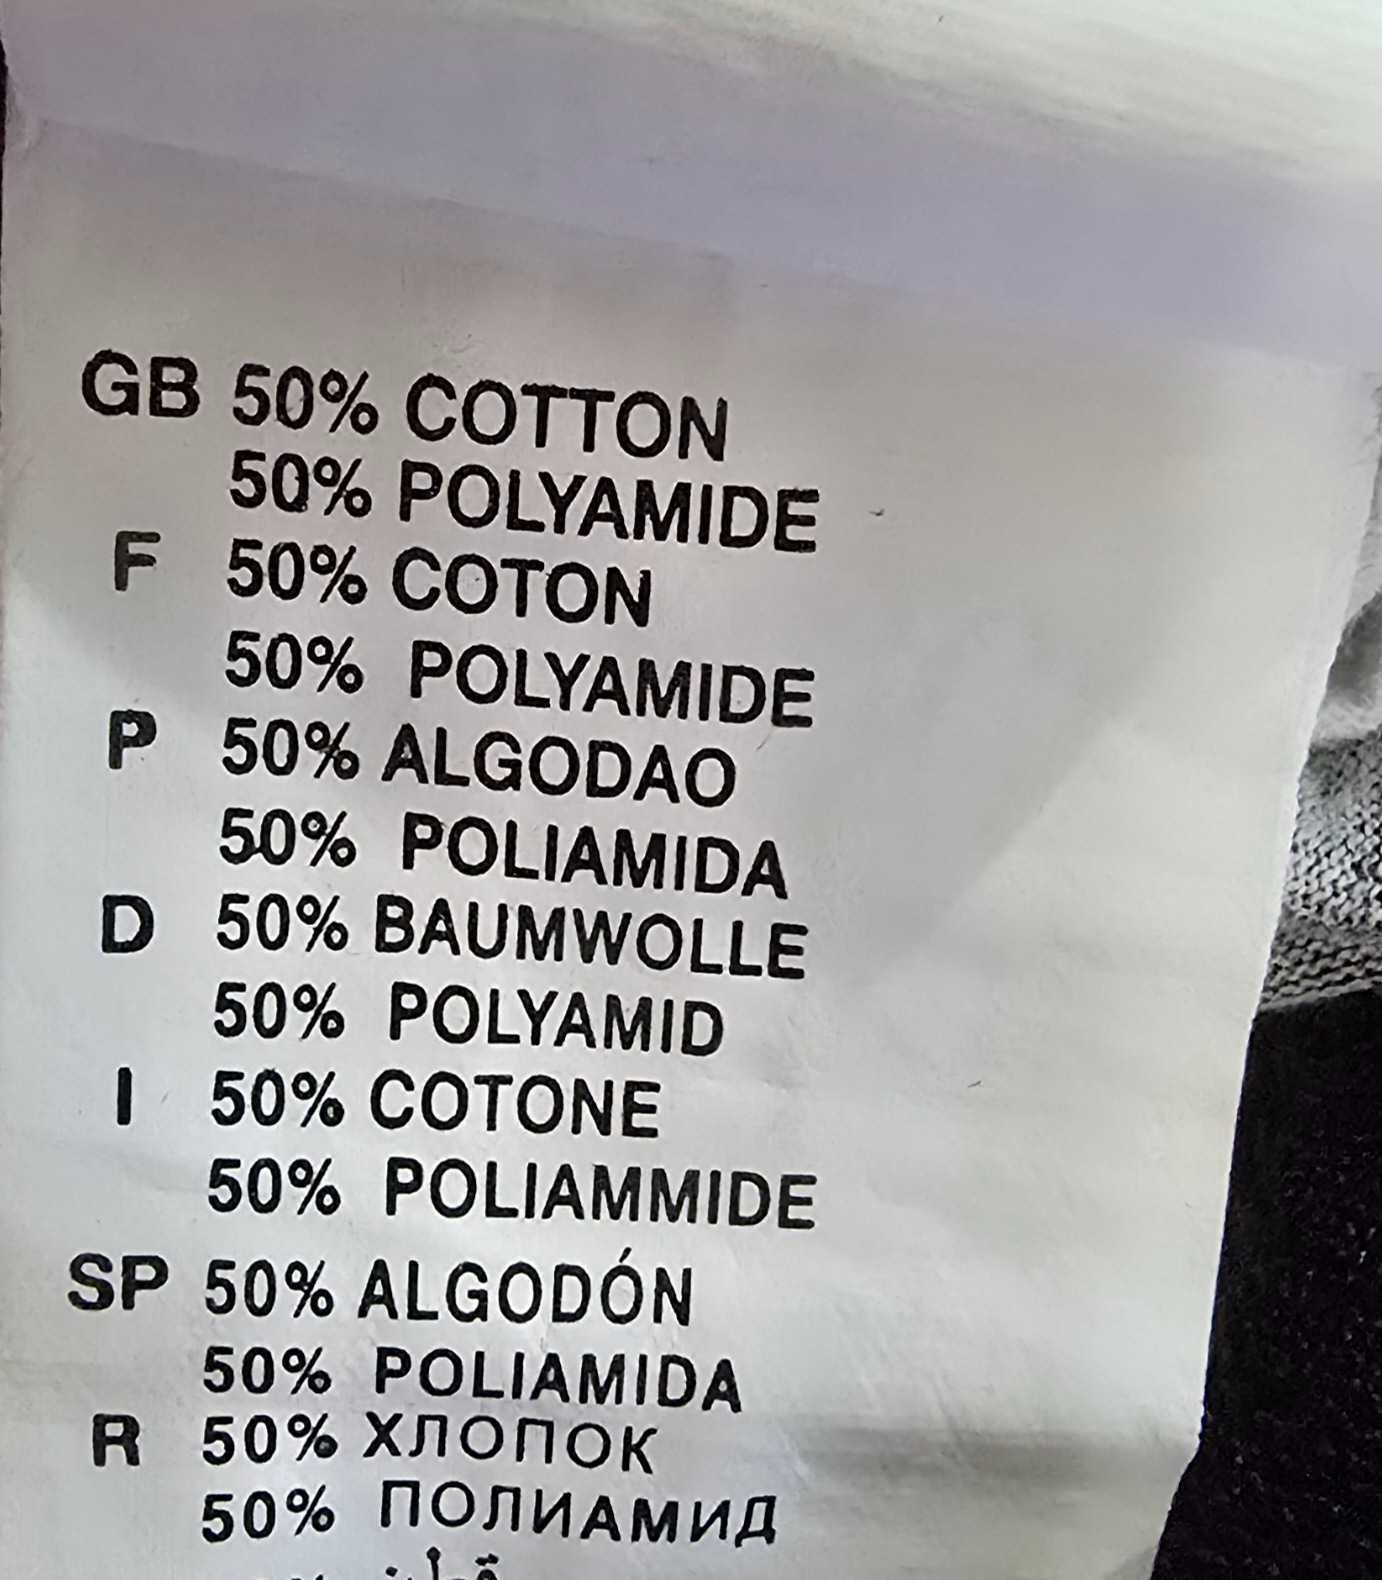 GB 50% COTTON
50% POLYAMIDE
F 50% COTON
50% POLYAMIDE
P 50% ALGODAO
50% POLIAMIDA
D 50% BAUMWOLLE
50% POLYAMID
I 50% COTONE
50% POLIAMMIDE
SP 50% ALGODÓN
50% POLIAMIDA
R 50% ХЛОПОК
50% ПОЛИАМИД